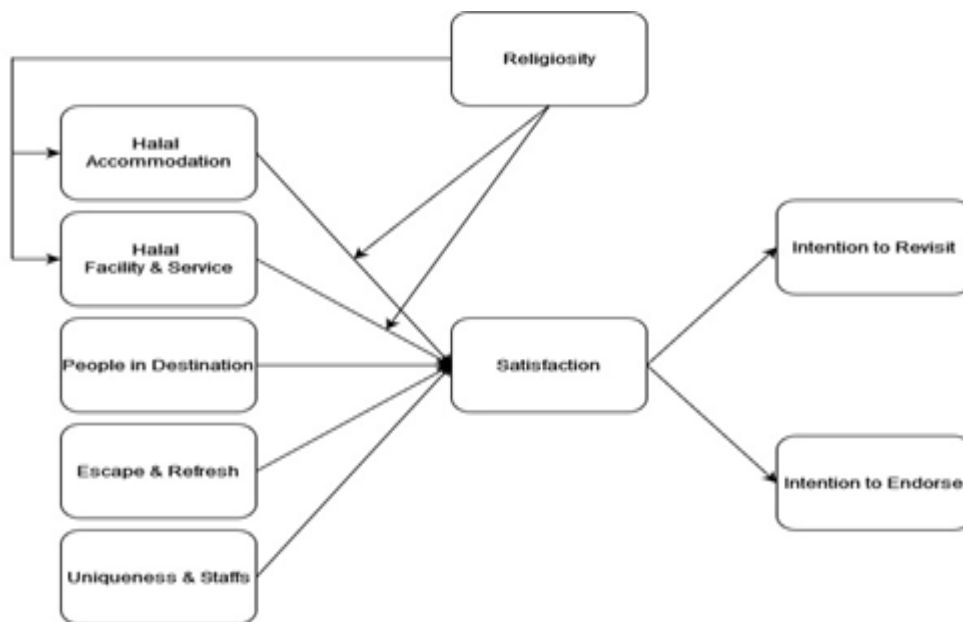 Religiosity
Halal
Accommodation
Halal
Facility & Service
Intention to Revisit
People in Destination
Satisfaction
Escape & Refresh
Intention to Endorse
Uniqueness & Staffs